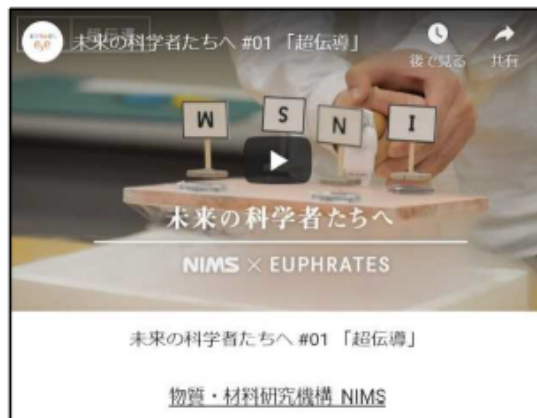 未来の科学者たちへ #01 「超伝導」
後で見る
共有
W S N I
未来の科学者たちへ
NIMS × EUPHRATES
未来の科学者たちへ #01 「超伝導」
物質・材料研究機構 NIMS